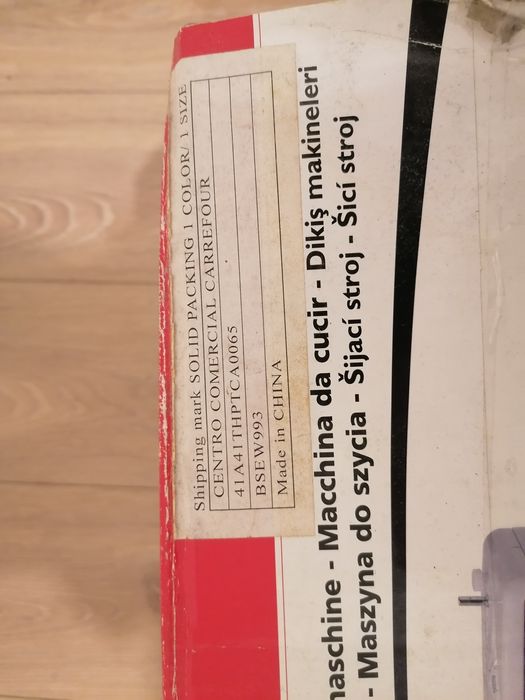 Shipping mark SOLID PACKING 1 COLOR/ 1 SIZE
CENTRO COMERCIAL CARREFOUR
41A41THPTCA0065
BSEW993
Made in CHINA
- Macchina da cucir - Dikiş makineleri
- Maszyna do szycia - Šijací stroj - Šicí stroj